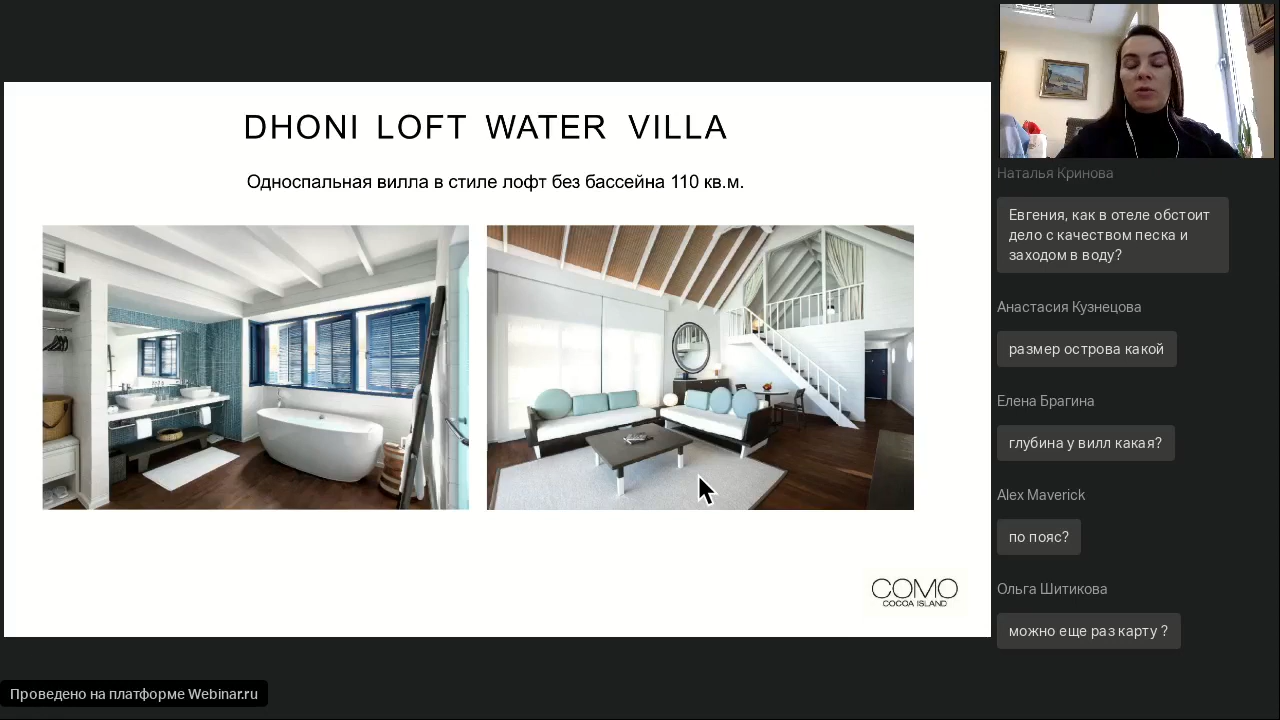 DHONI LOFT WATER VILLA
Односпальная вилла в стиле лофт без бассейна 110 кв.м.
COMO
COCOA ISLAND
Наталья Кринова
Евгения, как в отеле обстоит
дело с качеством песка и
заходом в воду?
Анастасия Кузнецова
размер острова какой
Елена Брагина
глубина у вилл какая?
Alex Maverick
по пояс?
Ольга Шитикова
можно еще раз карту ?
Проведено на платформе Webinar.ru